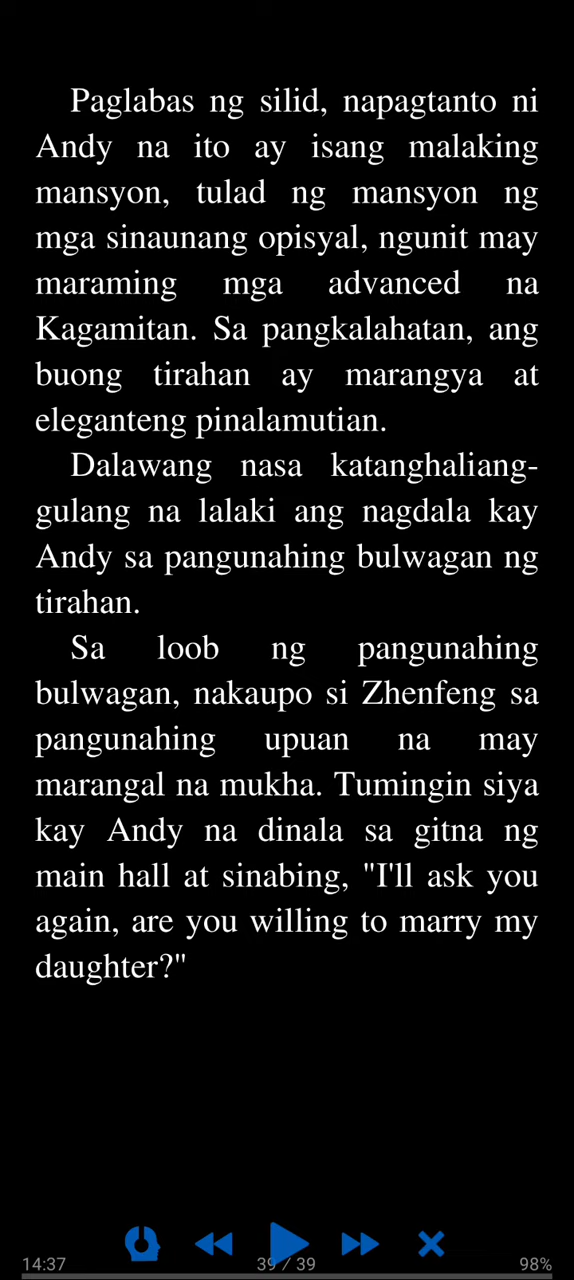 Paglabas ng silid, napagtanto ni
Andy na ito ay isang malaking
mansyon, tulad ng mansyon ng
mga sinaunang opisyal, ngunit may
maraming mga advanced na
Kagamitan. Sa pangkalahatan, ang
buong tirahan ay marangya at
eleganteng pinalamutian.
Dalawang nasa katanghaliang-
gulang na lalaki ang nagdala kay
Andy sa pangunahing bulwagan ng
tirahan.
Sa loob ng pangunahing
bulwagan, nakaupo si Zhenfeng sa
pangunahing upuan na may
marangal na mukha. Tumingin siya
kay Andy na dinala sa gitna ng
main hall at sinabing, "I'll ask you
again, are you willing to marry my
daughter?"
14:37 39 / 39 98%